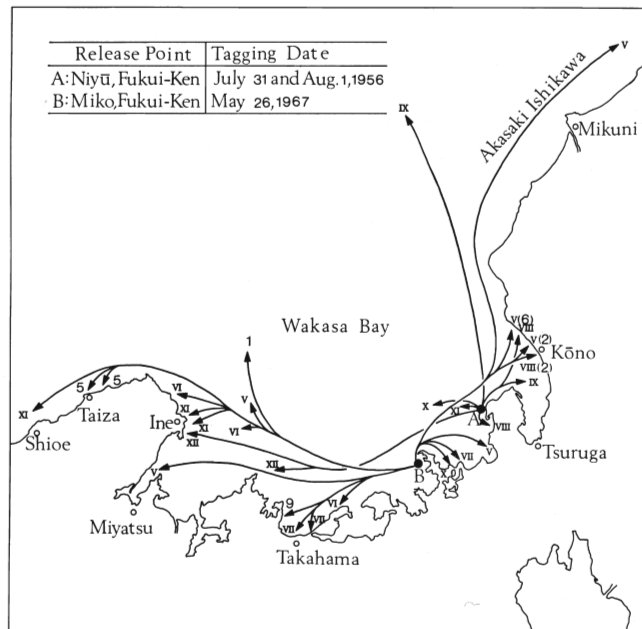 Release Point Tagging Date
A:Niyū, Fukui-Ken July 31 and Aug. 1, 1956
B:Miko, Fukui-Ken May 26, 1967
V
Akasaki Ishikawa
IX
Mikuni
Wakasa Bay
V(6)
VIII
V(2)
Kōno
VIII(2)
IX
1
5
5
XI
Taiza
Shioe
VI
V
XI
Ine
XI
VI
XII
X
XI
A
VIII
Tsuruga
V
VII
X
B
XII
V
Miyatsu
VI
9
VII
VII
Takahama